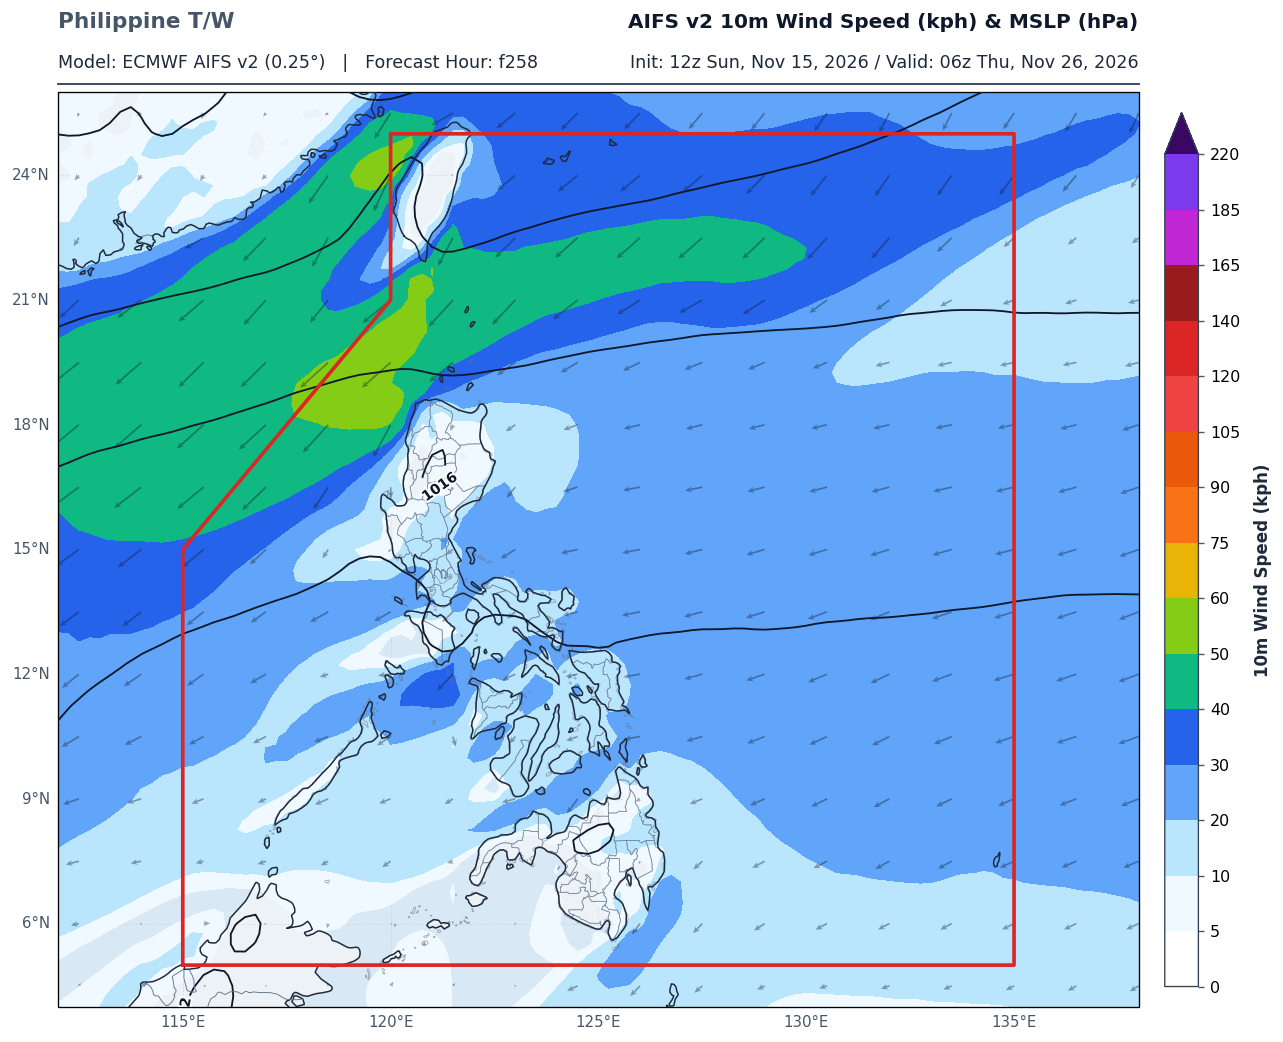 Philippine T/W
AIFS v2 10m Wind Speed (kph) & MSLP (hPa)
Model: ECMWF AIFS v2 (0.25°)   |   Forecast Hour: f258
Init: 12z Sun, Nov 15, 2026 / Valid: 06z Thu, Nov 26, 2026
24°N
21°N
18°N
15°N
12°N
9°N
6°N
1016
2
115°E
120°E
125°E
130°E
135°E
220
185
165
140
120
105
90
75
60
50
40
30
20
10
5
0
10m Wind Speed (kph)